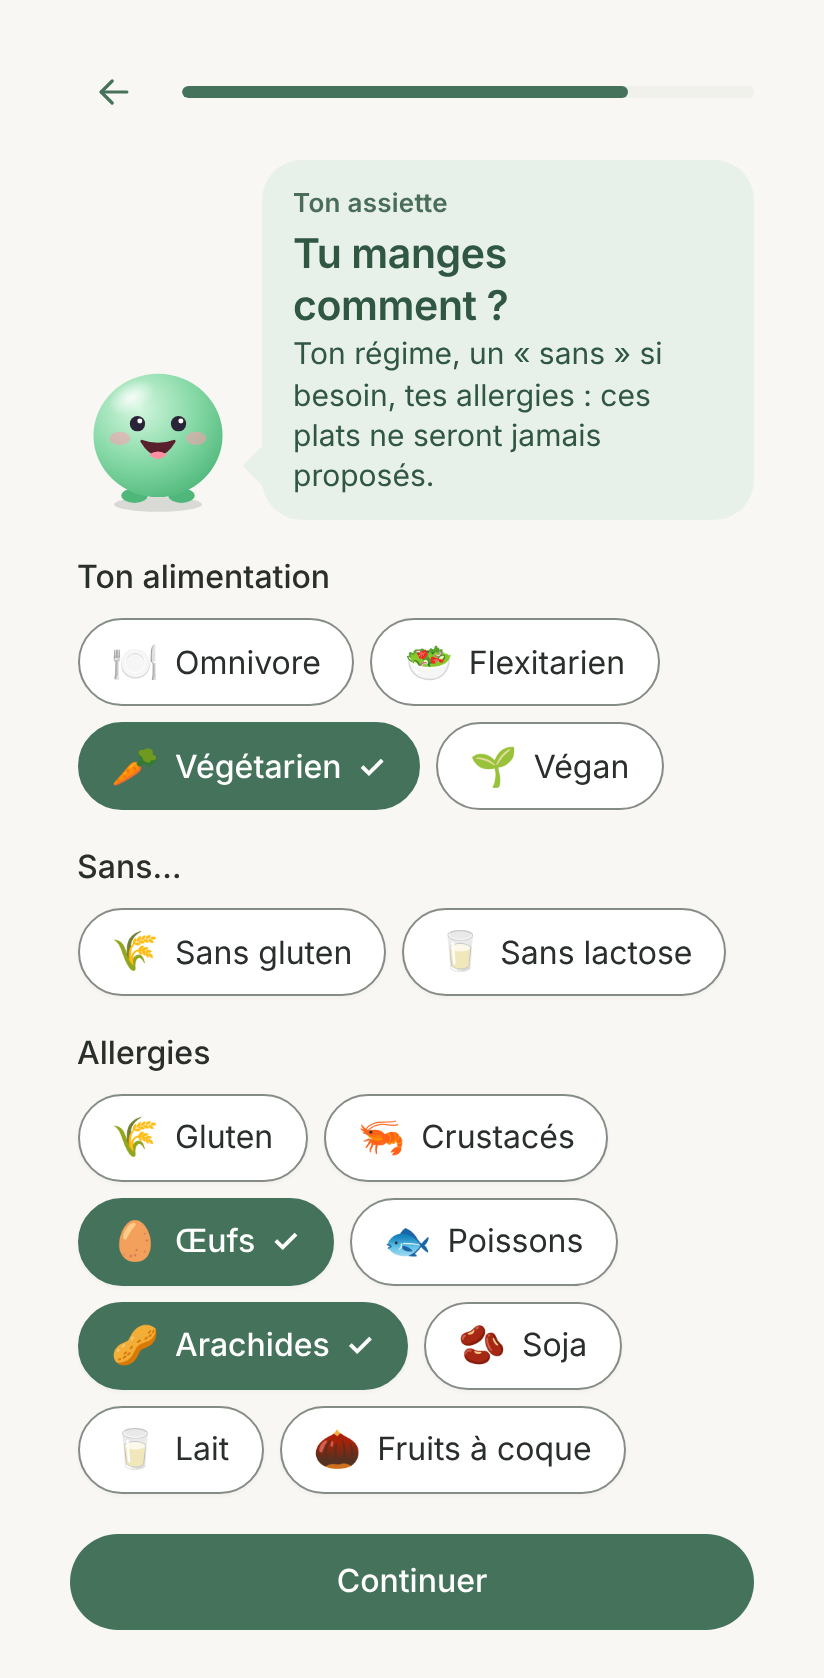 Ton assiette
Tu manges
comment ?
Ton régime, un « sans » si
besoin, tes allergies : ces
plats ne seront jamais
proposés.
Ton alimentation
Omnivore
Flexitarien
Végétarien
Végan
Sans...
Sans gluten
Sans lactose
Allergies
Gluten
Crustacés
Œufs
Poissons
Arachides
Soja
Lait
Fruits à coque
Continuer